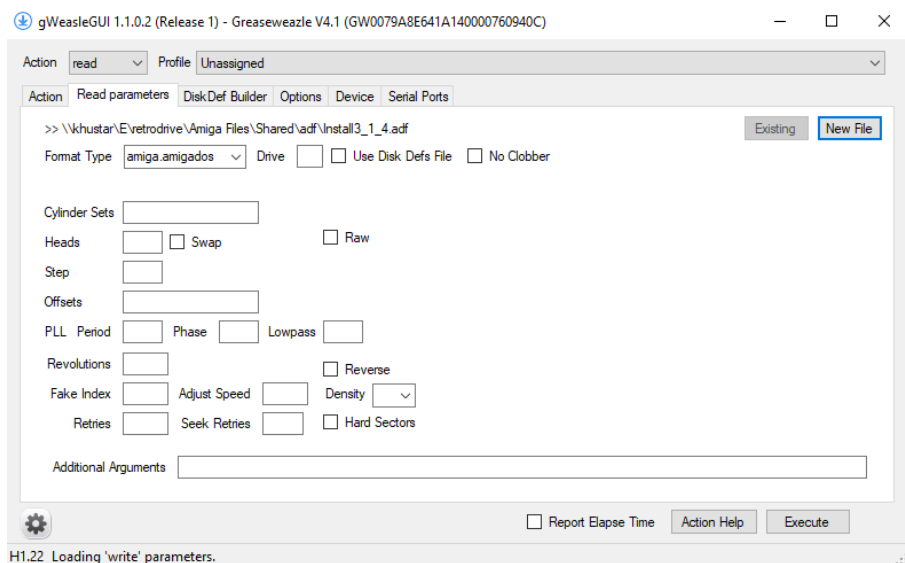 gWeasleGUI 1.1.0.2 (Release 1) - Greaseweazle V4.1 (GW0079A8E641A140000760940C)
Action read Profile Unassigned
Action Read parameters DiskDef Builder Options Device Serial Ports
>> \\khustar\E\retrodrive\Amiga Files\Shared\adf\Install3_1_4.adf Existing New File
Format Type amiga.amigados Drive Use Disk Defs File No Clobber
Cylinder Sets
Heads Swap Raw
Step
Offsets
PLL Period Phase Lowpass
Revolutions Reverse
Fake Index Adjust Speed Density
Retries Seek Retries Hard Sectors
Additional Arguments
Report Elapse Time Action Help Execute
H1.22 Loading 'write' parameters.